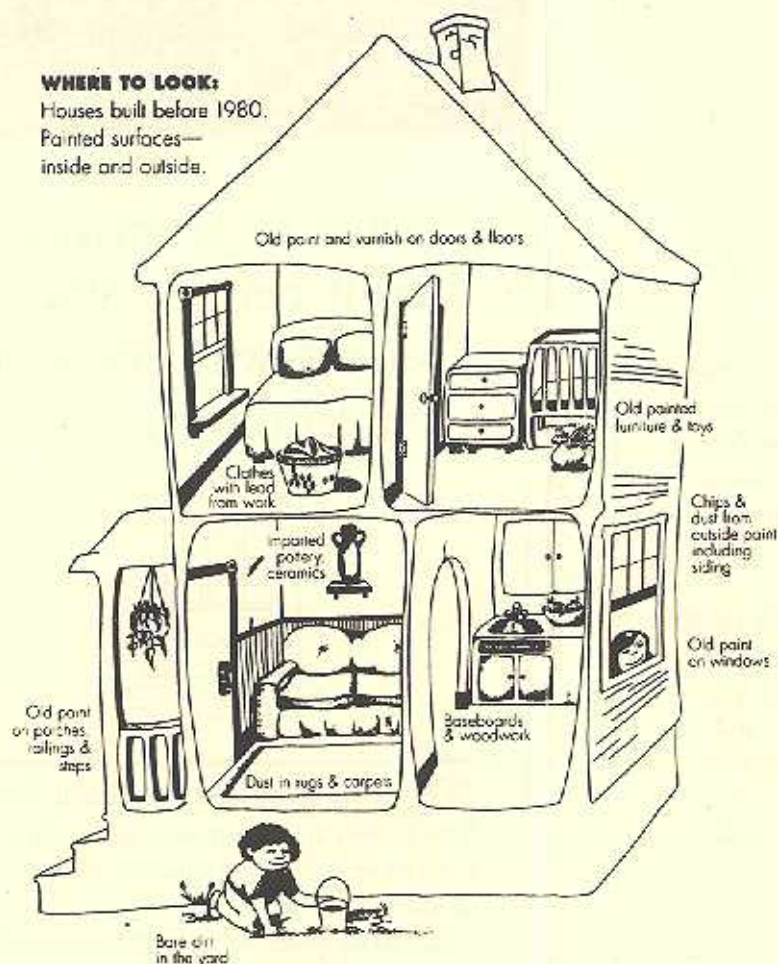 WHERE TO LOOK:
Houses built before 1980.
Painted surfaces—
inside and outside.
Old paint and varnish on doors & floors
Old painted
furniture & toys
Clothes
with lead
from work
Chips &
dust from
outside paint
including
siding
Imported
pottery,
ceramics
Old paint
on windows
Old paint
on porches,
railings &
steps
Baseboards
& woodwork
Dust in rugs & carpets
Bare dirt
in the yard